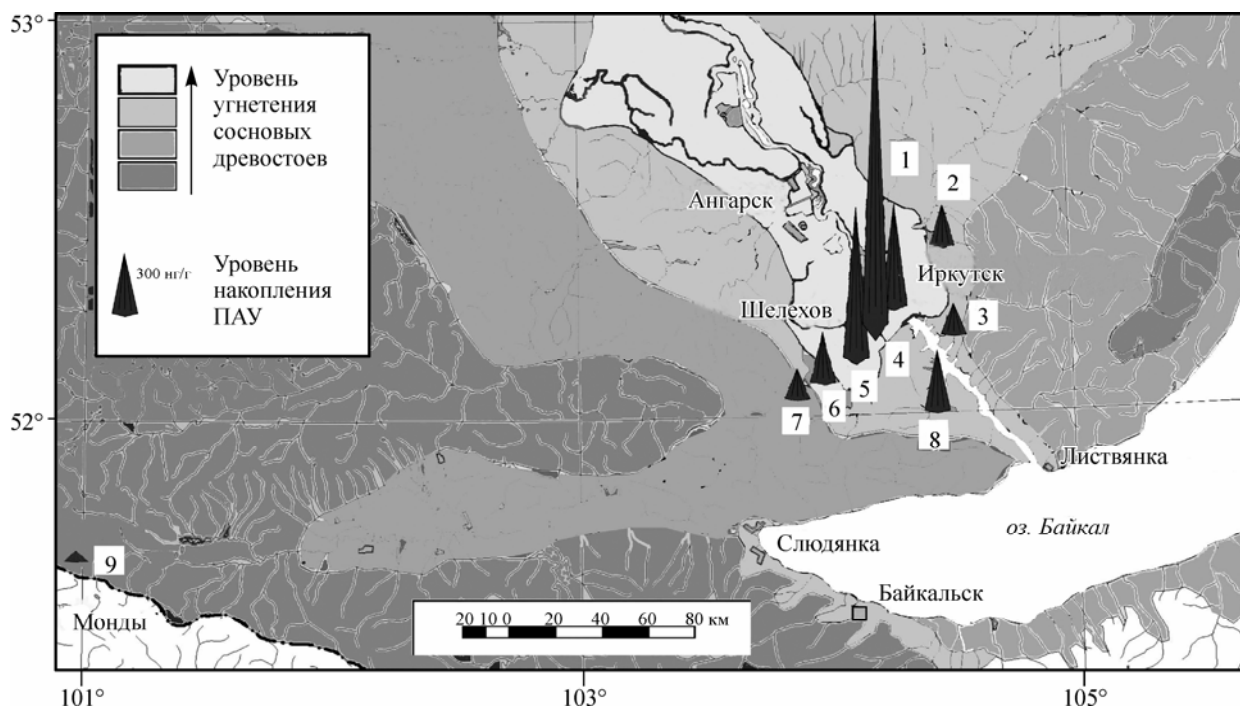 53°
Уровень
угнетения
сосновых
древостоев
300 нг/г
Уровень
накопления
ПАУ
1
2
Ангарск
Иркутск
Шелехов
3
4
5
6
7
8
52°
Листвянка
оз. Байкал
Слюдянка
9
Байкальск
Монды
20 10 0 20 40 60 80 км
101°
103°
105°